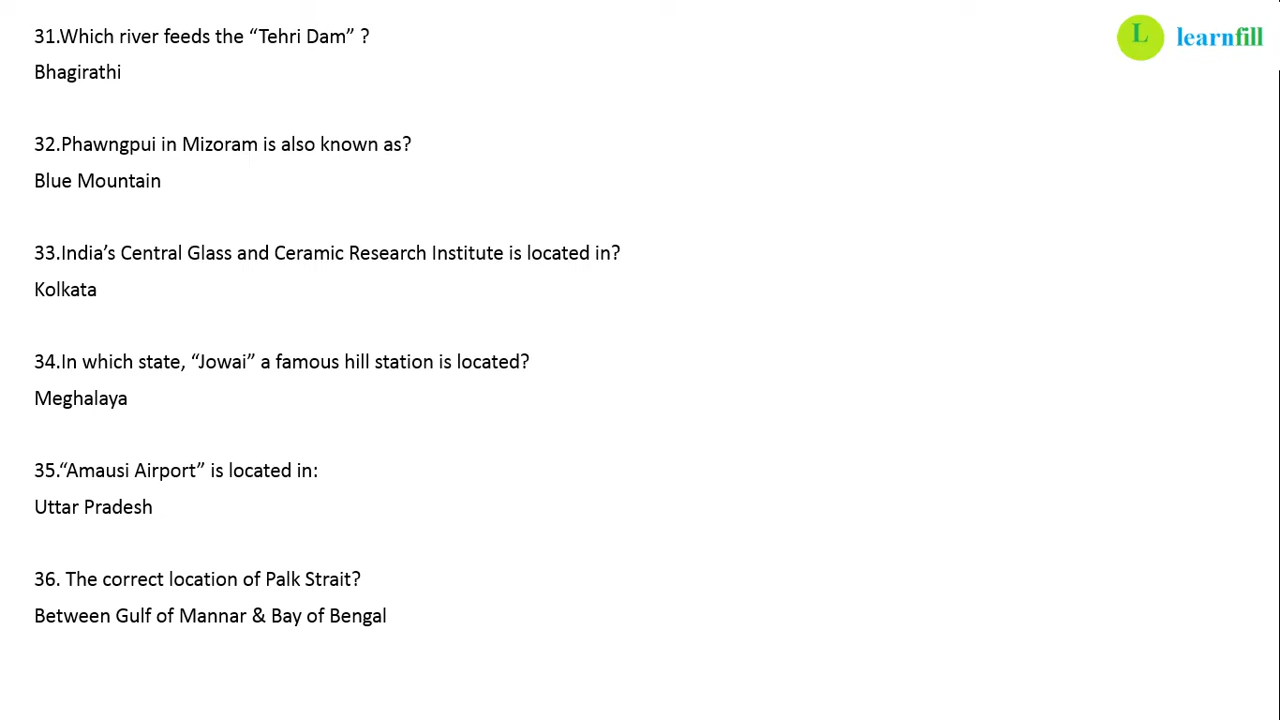 31.Which river feeds the “Tehri Dam” ?
Bhagirathi
32.Phawngpui in Mizoram is also known as?
Blue Mountain
33.India’s Central Glass and Ceramic Research Institute is located in?
Kolkata
34.In which state, “Jowai” a famous hill station is located?
Meghalaya
35.“Amausi Airport” is located in:
Uttar Pradesh
36. The correct location of Palk Strait?
Between Gulf of Mannar & Bay of Bengal
L learnfill